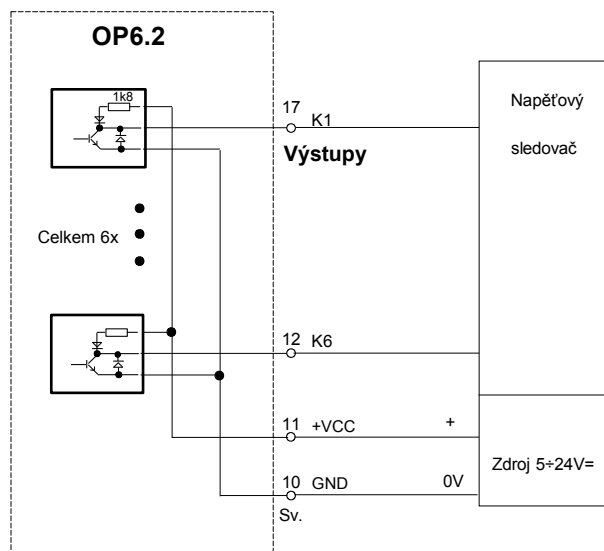 OP6.2
1k8
17
K1
Výstupy
Napěťový
sledovač
Celkem 6x
12
K6
11
+VCC
+
10
GND
0V
Zdroj 5÷24V=
Sv.